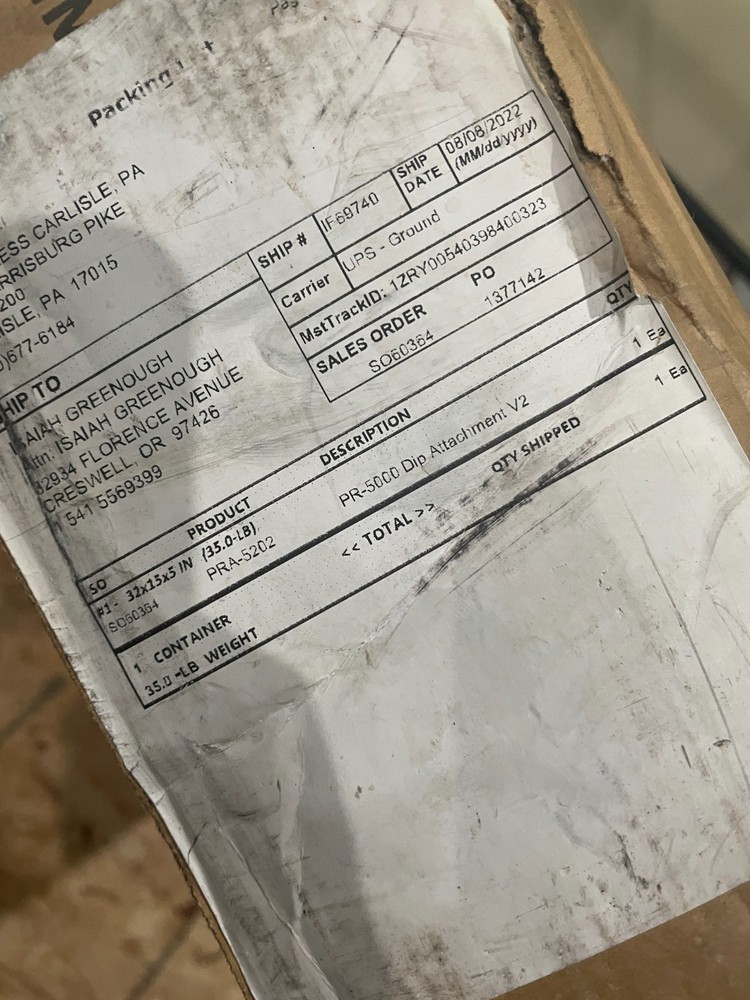 Packing
ESS CARLISLE, PA
RRISBURG PIKE
200
ISLE, PA 17015
)677-6184
SHIP # IF69740 SHIP DATE 08/08/2022 (MM/dd/yyyy)
Carrier UPS - Ground
MstTrackID: 1ZRY00540398400323
SALES ORDER PO
SO60364 1377142
HIP TO
AIAH GREENOUGH
ttn: ISAIAH GREENOUGH
32934 FLORENCE AVENUE
CRESWELL, OR 97426
541 5569399
SO PRODUCT DESCRIPTION QTY
#1 - 32x15x5 IN (35.0-LB) 1 Ea
SO60364 PRA-5202 PR-5000 Dip Attachment V2 1 Ea
<< TOTAL >> QTY SHIPPED
1 CONTAINER
35.0 -LB WEIGHT